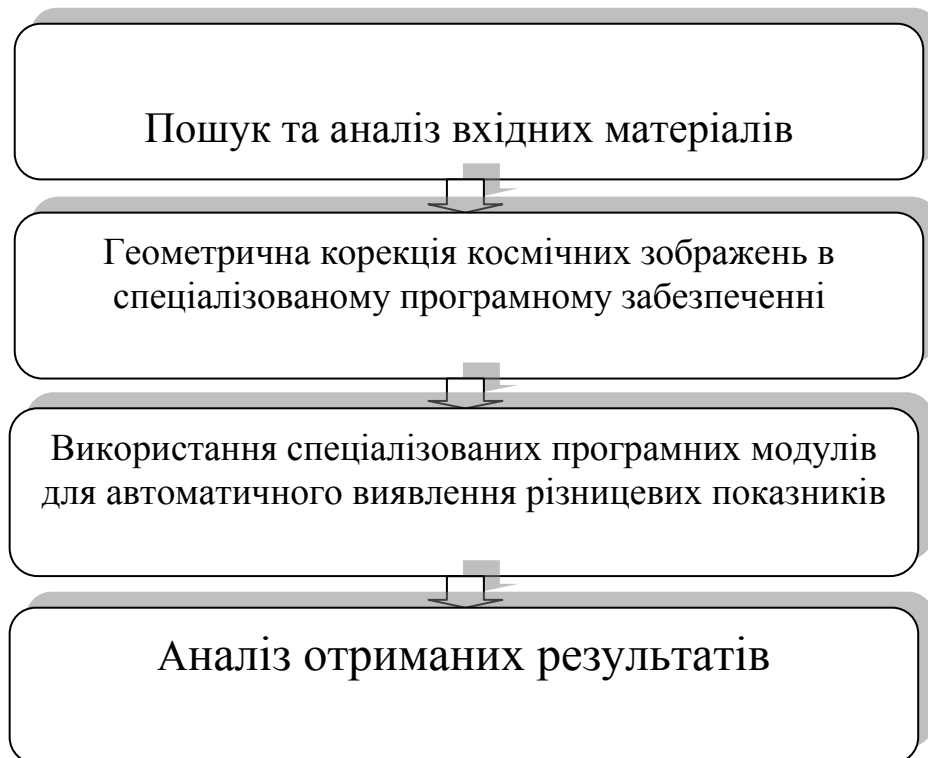 Пошук та аналіз вхідних матеріалів
Геометрична корекція космічних зображень в
спеціалізованому програмному забезпеченні
Використання спеціалізованих програмних модулів
для автоматичного виявлення різницевих показників
Аналіз отриманих результатів